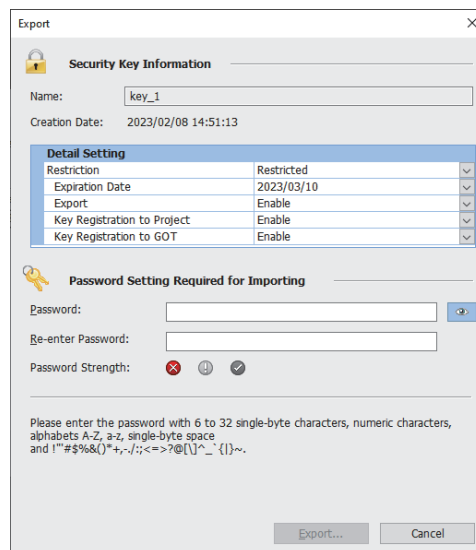 Export
Security Key Information
Name: key_1
Creation Date: 2023/02/08 14:51:13
Detail Setting
Restriction Restricted
Expiration Date 2023/03/10
Export Enable
Key Registration to Project Enable
Key Registration to GOT Enable
Password Setting Required for Importing
Password:
Re-enter Password:
Password Strength:
Please enter the password with 6 to 32 single-byte characters, numeric characters,
alphabets A-Z, a-z, single-byte space
and !"'#$%&()*+,-./:;<=>?@[\]^_`{|}~.
Export... Cancel